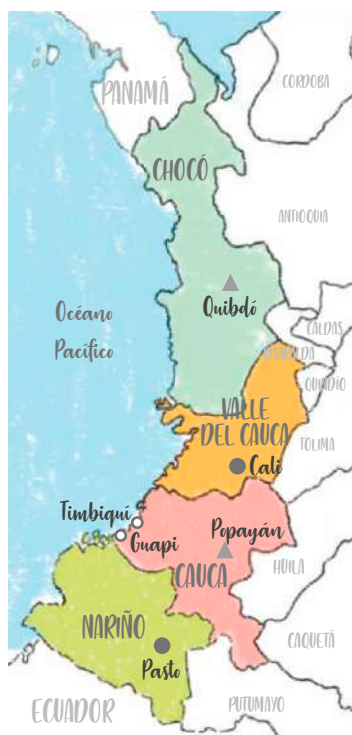 PANAMÁ
CORDOBA
CHOCÓ
ANTIOQUIA
Quibdó
Océano
Pacífico
CALDAS
RISARALDA
QUINDÍO
VALLE
DEL CAUCA
TOLIMA
Cali
Timbiquí
Guapi
Popayán
HUILA
CAUCA
NARIÑO
CAQUETÁ
Pasto
ECUADOR
PUTUMAYO